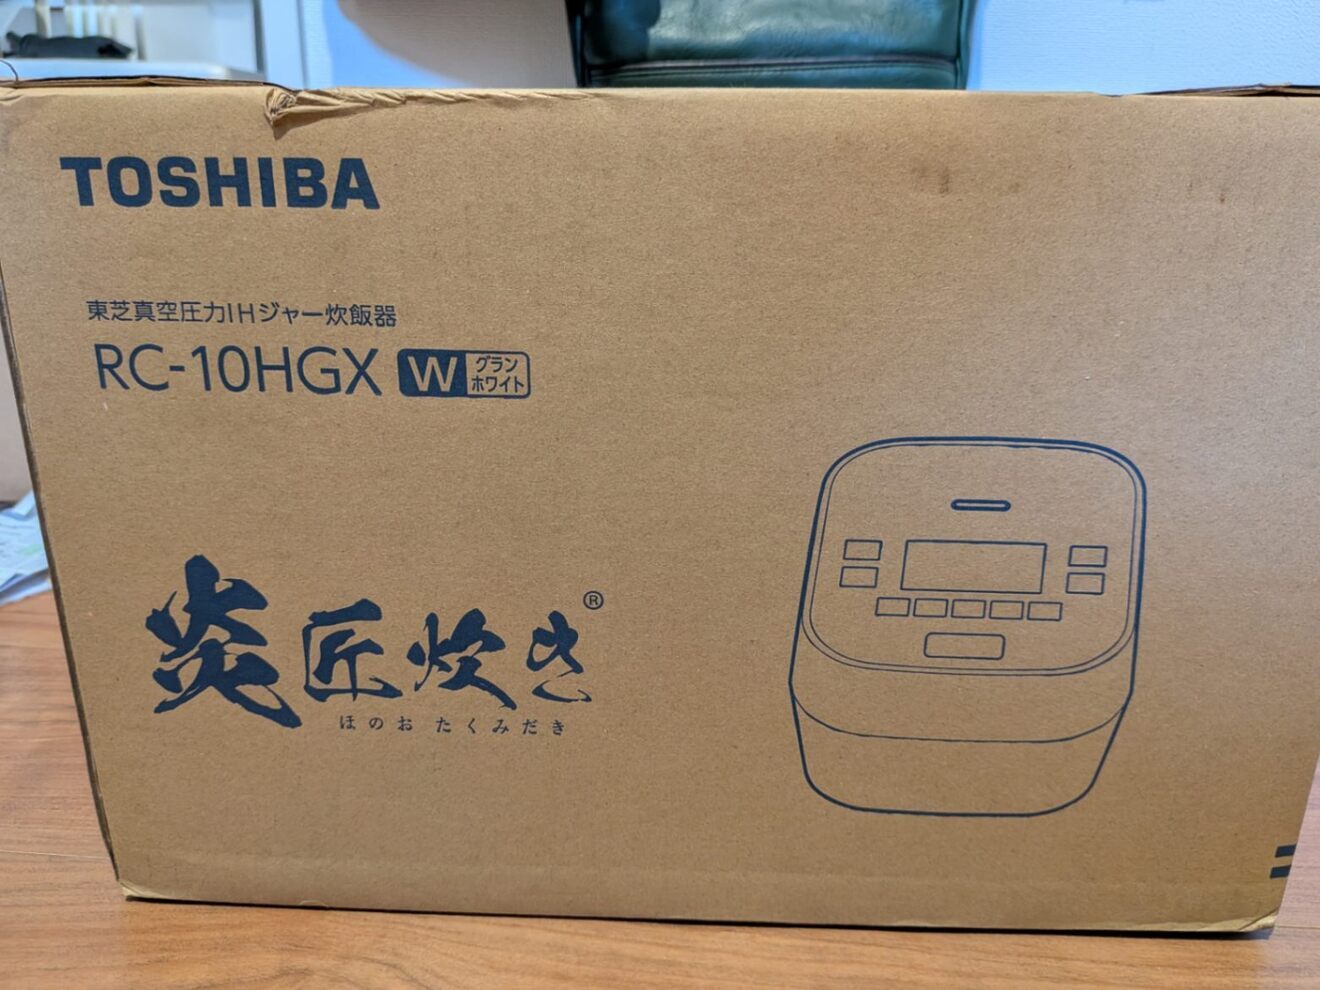 TOSHIBA
東芝真空圧力IHジャー炊飯器
RC-10HGX W グラン
ホワイト
炎匠炊き®
ほのおたくみだき